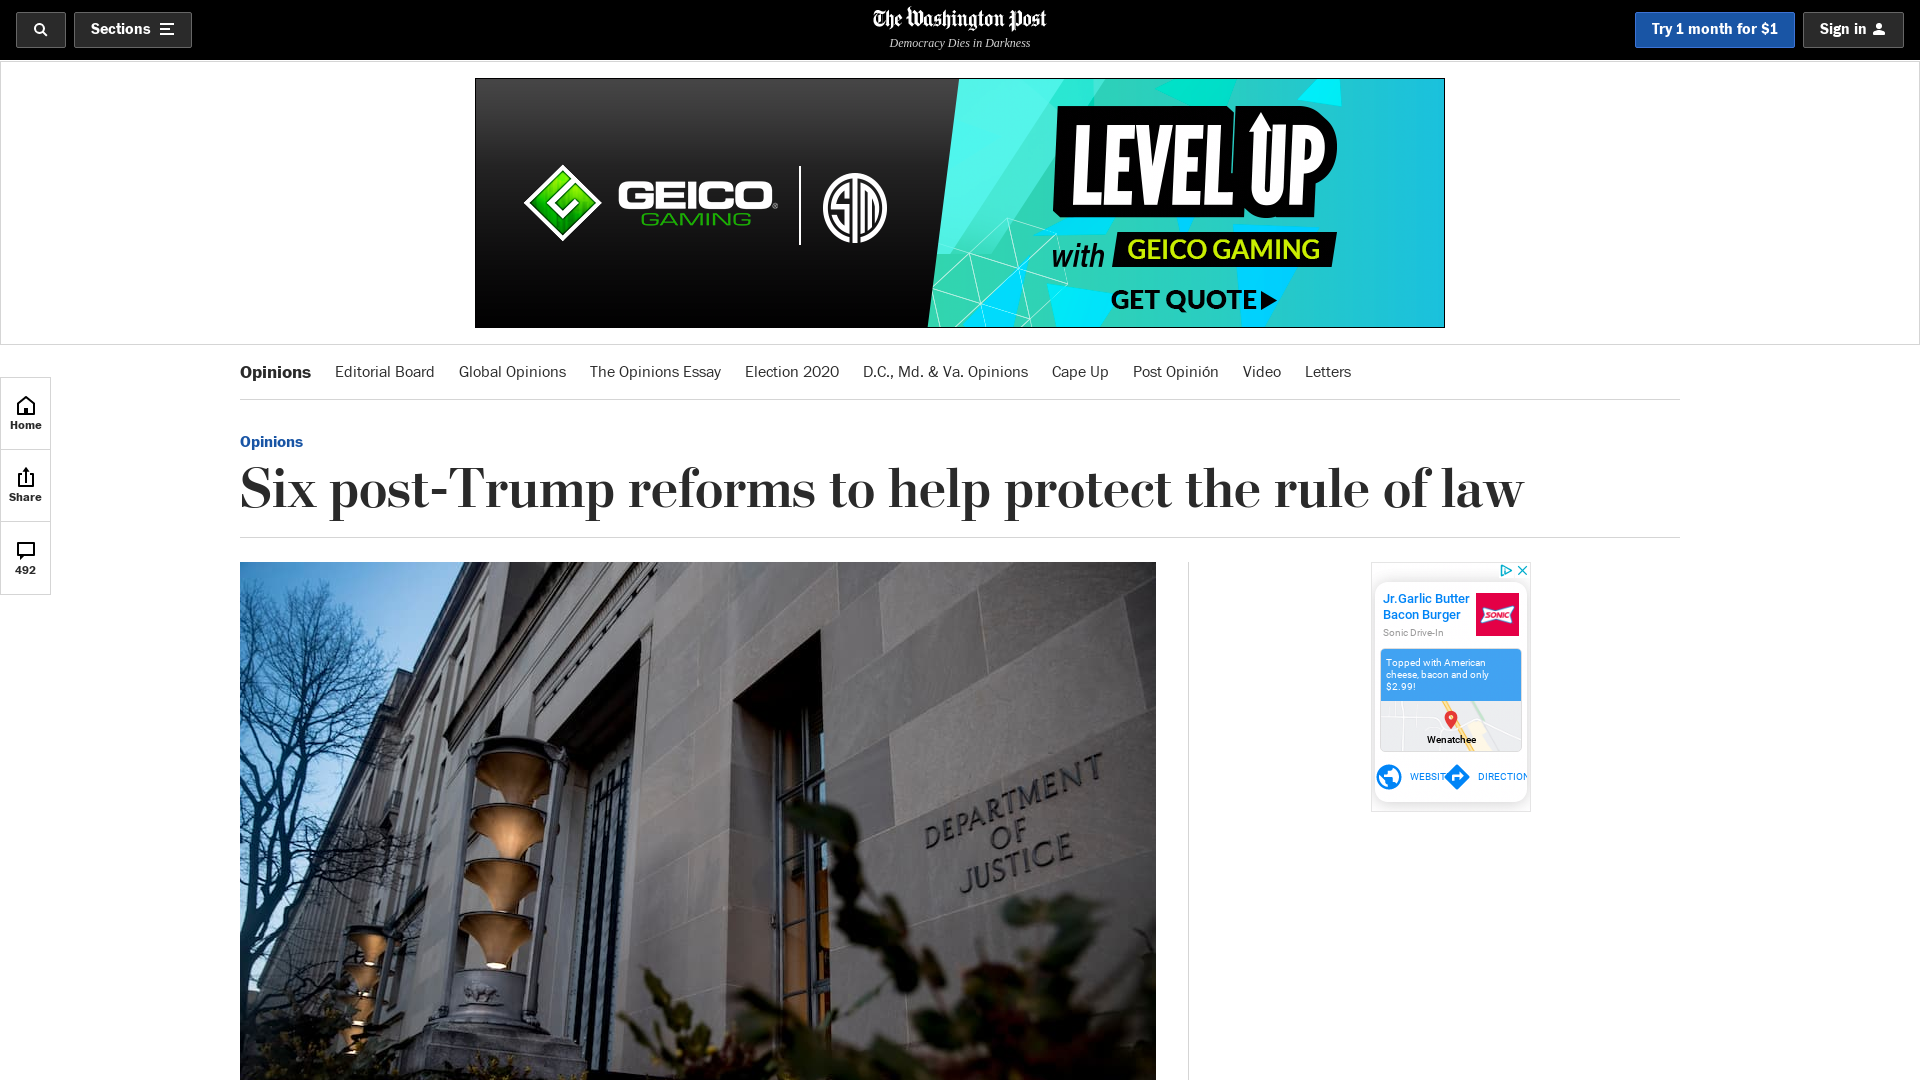 Sections
The Washington Post
Democracy Dies in Darkness
Try 1 month for $1
Sign in
GEICO
GAMING
TSM
LEVEL UP
with GEICO GAMING
GET QUOTE
Opinions
Editorial Board
Global Opinions
The Opinions Essay
Election 2020
D.C., Md. & Va. Opinions
Cape Up
Post Opinión
Video
Letters
Home
Share
492
Opinions
Six post-Trump reforms to help protect the rule of law
DEPARTMENT
OF
JUSTICE
Jr.Garlic Butter
Bacon Burger
Sonic Drive-In
SONIC
Topped with American
cheese, bacon and only
$2.99!
Wenatchee
WEBSIT
DIRECTION